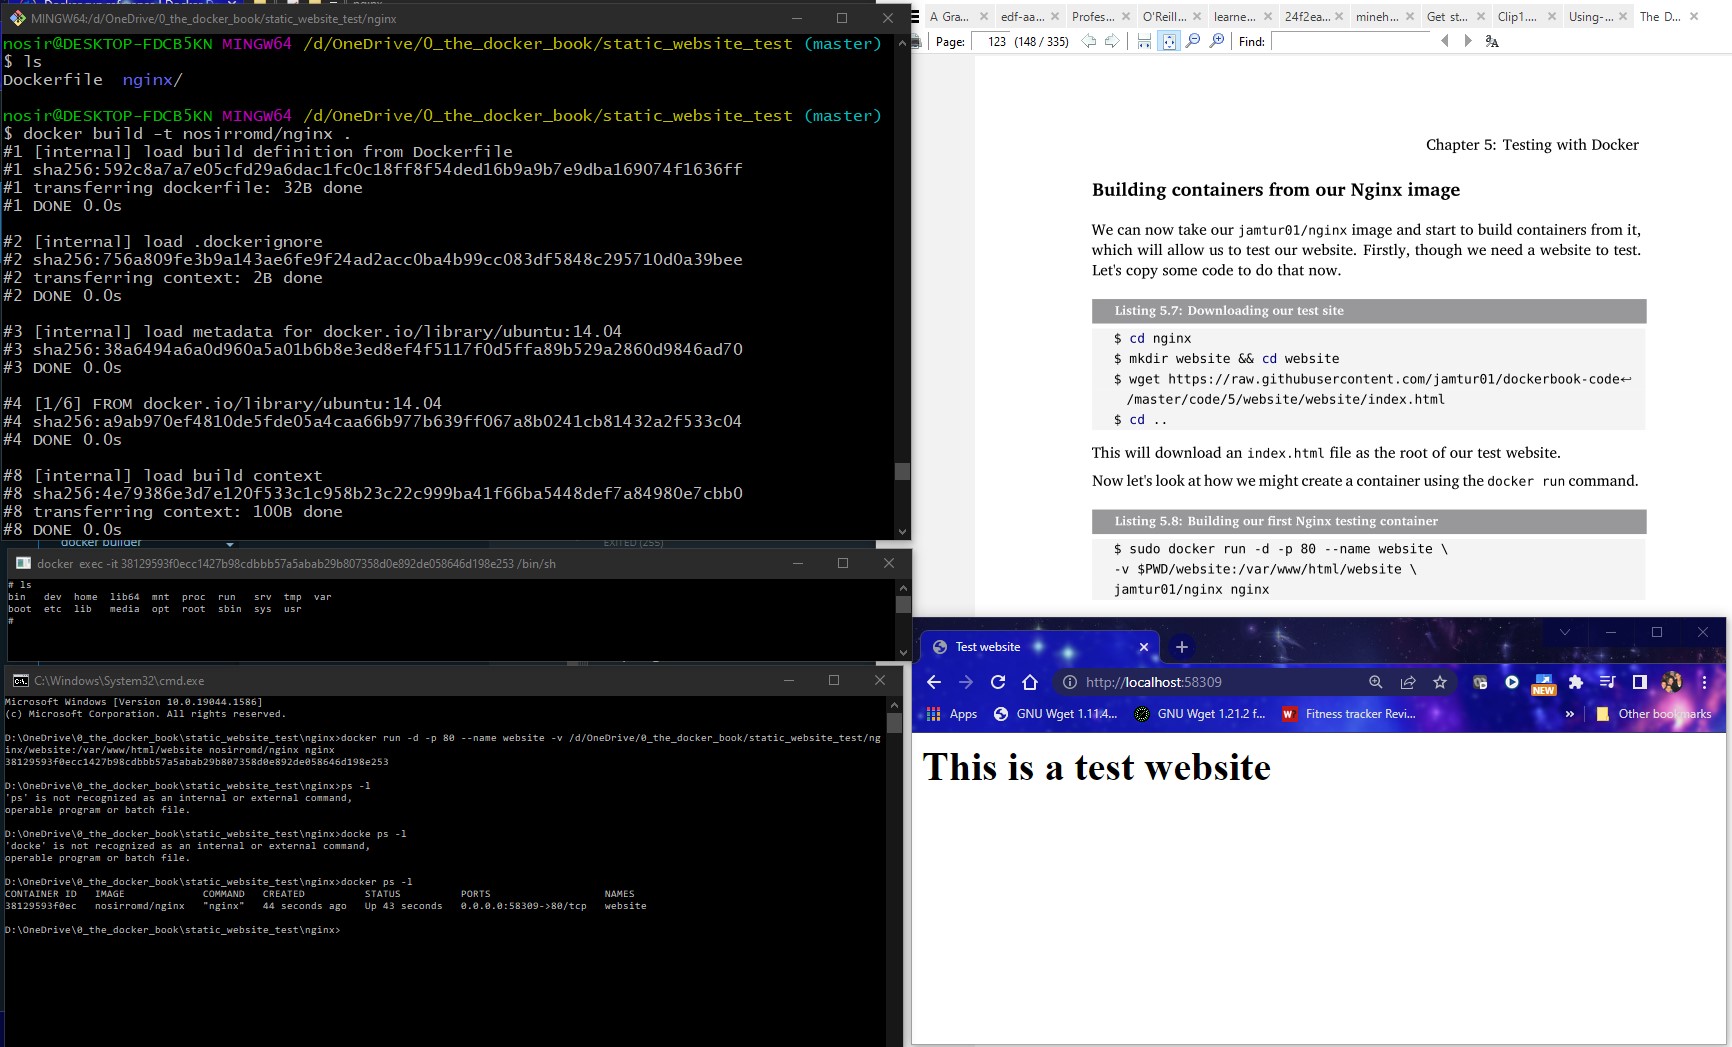 MINGW64:/d/OneDrive/0_the_docker_book/static_website_test/nginx
nosir@DESKTOP-FDCB5KN MINGW64 /d/OneDrive/0_the_docker_book/static_website_test (master)
$ ls
Dockerfile  nginx/
nosir@DESKTOP-FDCB5KN MINGW64 /d/OneDrive/0_the_docker_book/static_website_test (master)
$ docker build -t nosirromd/nginx .
#1 [internal] load build definition from Dockerfile
#1 sha256:592c8a7a7e05cfd29a6dac1fc0c18ff8f54ded16b9a9b7e9dba169074f1636ff
#1 transferring dockerfile: 32B done
#1 DONE 0.0s
#2 [internal] load .dockerignore
#2 sha256:756a809fe3b9a143ae6fe9f24ad2acc0ba4b99cc083df5848c295710d0a39bee
#2 transferring context: 2B done
#2 DONE 0.0s
#3 [internal] load metadata for docker.io/library/ubuntu:14.04
#3 sha256:38a6494a6a0d960a5a01b6b8e3ed8ef4f5117f0d5ffa89b529a2860d9846ad70
#3 DONE 0.0s
#4 [1/6] FROM docker.io/library/ubuntu:14.04
#4 sha256:a9ab970ef4810de5fde05a4caa66b977b639ff067a8b0241cb81432a2f533c04
#4 DONE 0.0s
#8 [internal] load build context
#8 sha256:4e79386e3d7e120f533c1c958b23c22c999ba41f66ba5448def7a84980e7cbb0
#8 transferring context: 100B done
#8 DONE 0.0s
docker builder
EXITED (255)
docker exec -it 38129593f0ecc1427b98cdbbb57a5abab29b807358d0e892de058646d198e253 /bin/sh
# ls
bin   dev  home  lib64  mnt  proc  run   srv  tmp  var
boot  etc  lib   media  opt  root  sbin  sys  usr
#
C:\Windows\System32\cmd.exe
Microsoft Windows [Version 10.0.19044.1586]
(c) Microsoft Corporation. All rights reserved.
D:\OneDrive\0_the_docker_book\static_website_test\nginx>docker run -d -p 80 --name website -v /d/OneDrive/0_the_docker_book/static_website_test/ng
inx/website:/var/www/html/website nosirromd/nginx nginx
38129593f0ecc1427b98cdbbb57a5abab29b807358d0e892de058646d198e253
D:\OneDrive\0_the_docker_book\static_website_test\nginx>ps -l
'ps' is not recognized as an internal or external command,
operable program or batch file.
D:\OneDrive\0_the_docker_book\static_website_test\nginx>docke ps -l
'docke' is not recognized as an internal or external command,
operable program or batch file.
D:\OneDrive\0_the_docker_book\static_website_test\nginx>docker ps -l
CONTAINER ID   IMAGE             COMMAND   CREATED          STATUS          PORTS                   NAMES
38129593f0ec   nosirromd/nginx   "nginx"   44 seconds ago   Up 43 seconds   0.0.0.0:58309->80/tcp   website
D:\OneDrive\0_the_docker_book\static_website_test\nginx>
A Gra... edf-aa... Profes... O'Reill... learne... 24f2ea... mineh... Get st... Clip1.... Using-... The D...
Page: 123 (148 / 335) Find:
Chapter 5: Testing with Docker
Building containers from our Nginx image
We can now take our jamtur01/nginx image and start to build containers from it,
which will allow us to test our website. Firstly, though we need a website to test.
Let's copy some code to do that now.
Listing 5.7: Downloading our test site
$ cd nginx
$ mkdir website && cd website
$ wget https://raw.githubusercontent.com/jamtur01/dockerbook-code↩
/master/code/5/website/website/index.html
$ cd ..
This will download an index.html file as the root of our test website.
Now let's look at how we might create a container using the docker run command.
Listing 5.8: Building our first Nginx testing container
$ sudo docker run -d -p 80 --name website \
-v $PWD/website:/var/www/html/website \
jamtur01/nginx nginx
Test website
http://localhost:58309
NEW
Apps GNU Wget 1.11.4... GNU Wget 1.21.2 f... Fitness tracker Revi... » Other bookmarks
This is a test website